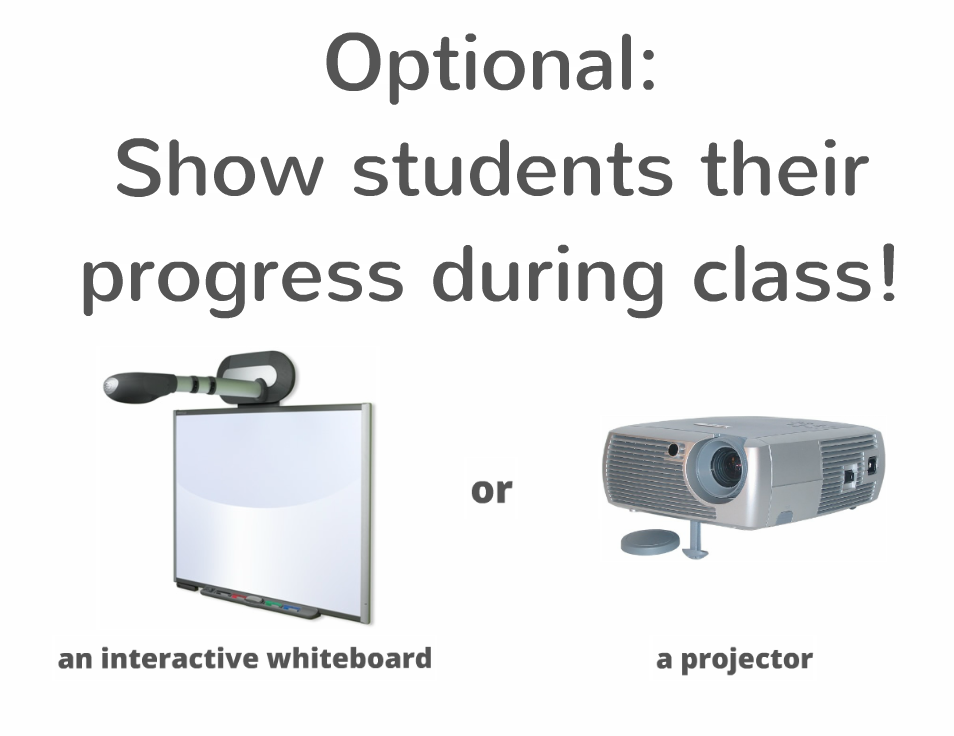 Optional:
Show students their
progress during class!
or
an interactive whiteboard
a projector